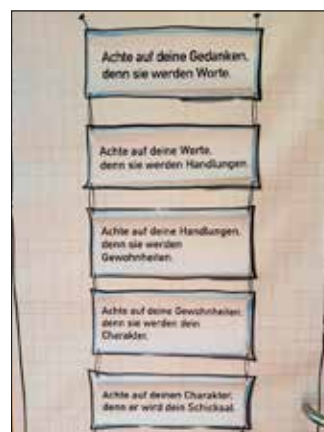 Achte auf deine Gedanken,
denn sie werden Worte.
Achte auf deine Worte,
denn sie werden Handlungen
Achte auf deine Handlungen,
denn sie werden
Gewohnheiten.
Achte auf deine Gewohnheiten,
denn sie werden dein
Charakter.
Achte auf deinen Charakter,
denn er wird dein Schicksal.